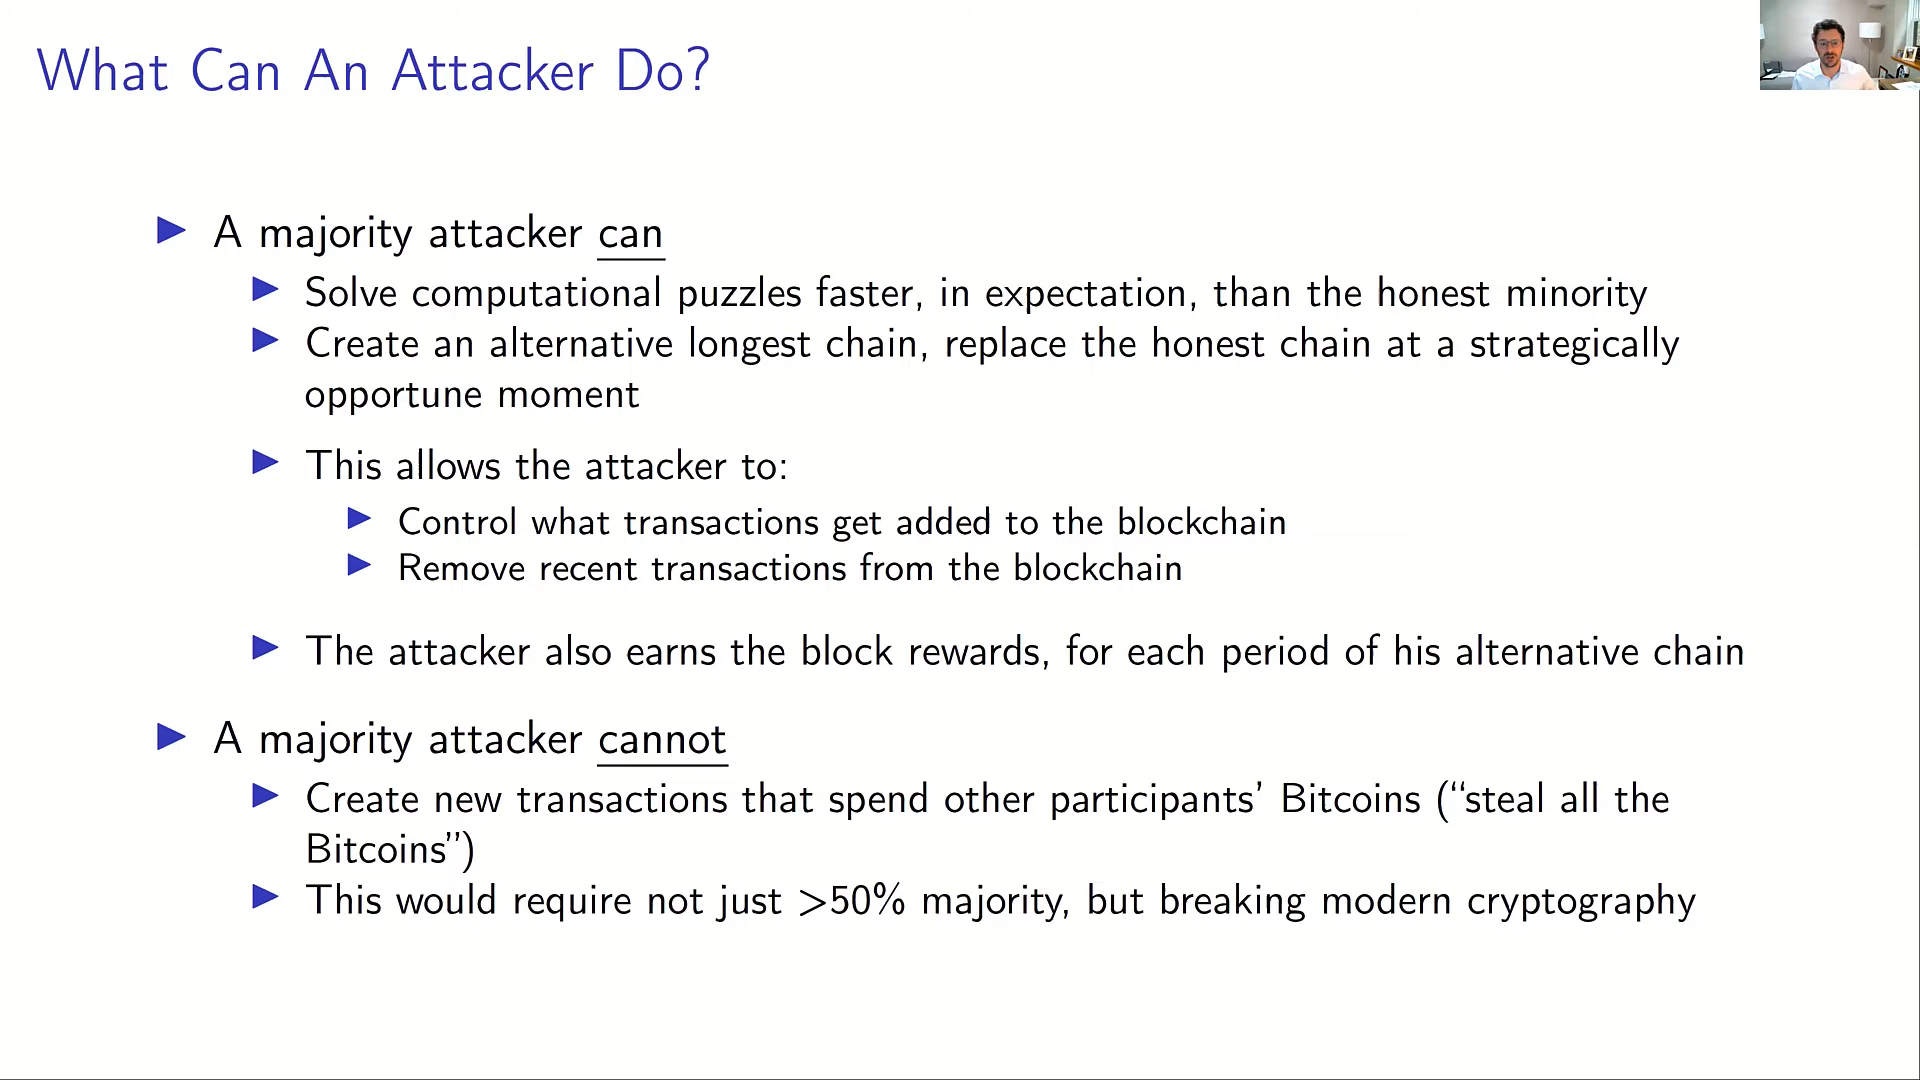 What Can An Attacker Do?
A majority attacker can
Solve computational puzzles faster, in expectation, than the honest minority
Create an alternative longest chain, replace the honest chain at a strategically
opportune moment
This allows the attacker to:
Control what transactions get added to the blockchain
Remove recent transactions from the blockchain
The attacker also earns the block rewards, for each period of his alternative chain
A majority attacker cannot
Create new transactions that spend other participants’ Bitcoins (“steal all the
Bitcoins”)
This would require not just >50% majority, but breaking modern cryptography